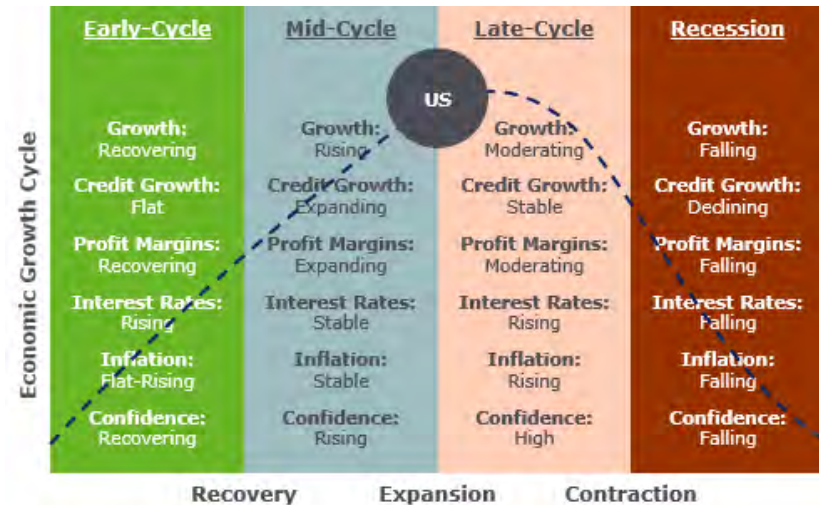 Early-Cycle
Mid-Cycle
Late-Cycle
Recession
US
Economic Growth Cycle
Growth:
Recovering
Credit Growth:
Flat
Profit Margins:
Recovering
Interest Rates:
Rising
Inflation:
Flat-Rising
Confidence:
Recovering
Growth:
Rising
Credit Growth:
Expanding
Profit Margins:
Expanding
Interest Rates:
Stable
Inflation:
Stable
Confidence:
Rising
Growth:
Moderating
Credit Growth:
Stable
Profit Margins:
Moderating
Interest Rates:
Rising
Inflation:
Rising
Confidence:
High
Growth:
Falling
Credit Growth:
Declining
Profit Margins:
Falling
Interest Rates:
Falling
Inflation:
Falling
Confidence:
Falling
Recovery
Expansion
Contraction